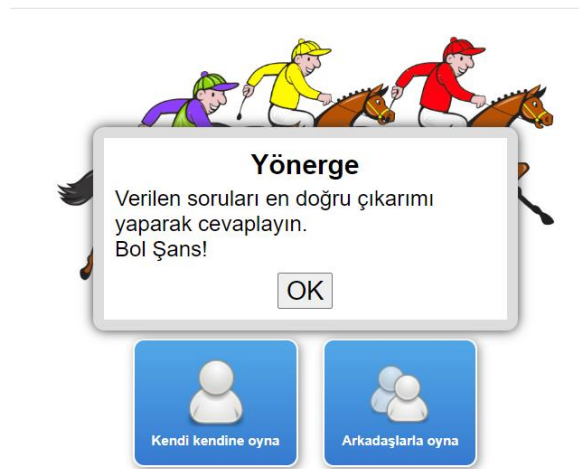 Yönerge
Verilen soruları en doğru çıkarımı
yaparak cevaplayın.
Bol Şans!
OK
Kendi kendine oyna
Arkadaşlarla oyna